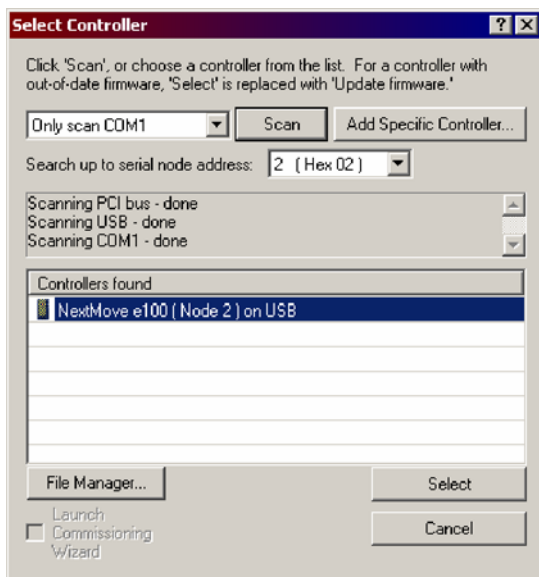 Select Controller
Click 'Scan', or choose a controller from the list. For a controller with
out-of-date firmware, 'Select' is replaced with 'Update firmware.'
Only scan COM1
Scan
Add Specific Controller...
Search up to serial node address:
2 ( Hex 02 )
Scanning PCI bus - done
Scanning USB - done
Scanning COM1 - done
Controllers found
NextMove e100 ( Node 2 ) on USB
File Manager...
Select
Launch
Commissioning
Wizard
Cancel